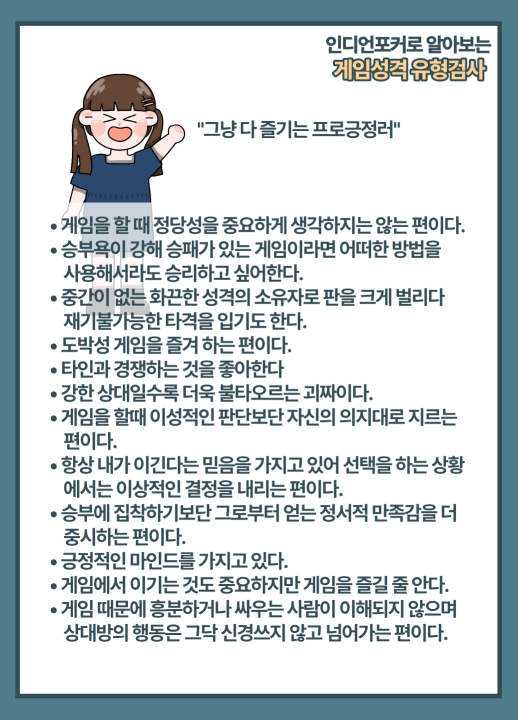 인디언포커로 알아보는
게임성격 유형검사
"그냥 다 즐기는 프로긍정러"
• 게임을 할 때 정당성을 중요하게 생각하지는 않는 편이다.
• 승부욕이 강해 승패가 있는 게임이라면 어떠한 방법을
사용해서라도 승리하고 싶어한다.
• 중간이 없는 화끈한 성격의 소유자로 판을 크게 벌리다
재기불가능한 타격을 입기도 한다.
• 도박성 게임을 즐겨 하는 편이다.
• 타인과 경쟁하는 것을 좋아한다
• 강한 상대일수록 더욱 불타오르는 괴짜이다.
• 게임을 할때 이성적인 판단보단 자신의 의지대로 지르는
편이다.
• 항상 내가 이긴다는 믿음을 가지고 있어 선택을 하는 상황
에서는 이상적인 결정을 내리는 편이다.
• 승부에 집착하기보단 그로부터 얻는 정서적 만족감을 더
중시하는 편이다.
• 긍정적인 마인드를 가지고 있다.
• 게임에서 이기는 것도 중요하지만 게임을 즐길 줄 안다.
• 게임 때문에 흥분하거나 싸우는 사람이 이해되지 않으며
상대방의 행동은 그닥 신경쓰지 않고 넘어가는 편이다.